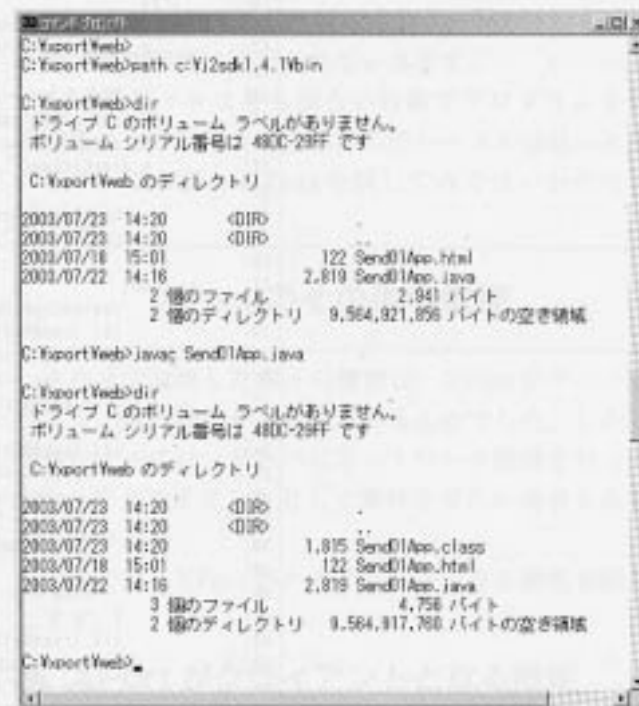 コマンド プロンプト
C:¥xport¥web>
C:¥xport¥web>path c:¥j2sdk1.4.1¥bin
C:¥xport¥web>dir
ドライブ C のボリューム ラベルがありません。
ボリューム シリアル番号は 48DC-29FF です
C:¥xport¥web のディレクトリ
2003/07/23 14:20 <DIR> .
2003/07/23 14:20 <DIR> ..
2003/07/18 15:01 122 Send01App.html
2003/07/22 14:16 2,819 Send01App.java
2 個のファイル 2,941 バイト
2 個のディレクトリ 9,564,921,856 バイトの空き領域
C:¥xport¥web>javac Send01App.java
C:¥xport¥web>dir
ドライブ C のボリューム ラベルがありません。
ボリューム シリアル番号は 48DC-29FF です
C:¥xport¥web のディレクトリ
2003/07/23 14:20 <DIR> .
2003/07/23 14:20 <DIR> ..
2003/07/23 14:20 1,815 Send01App.class
2003/07/18 15:01 122 Send01App.html
2003/07/22 14:16 2,819 Send01App.java
3 個のファイル 4,756 バイト
2 個のディレクトリ 9,564,917,760 バイトの空き領域
C:¥xport¥web>